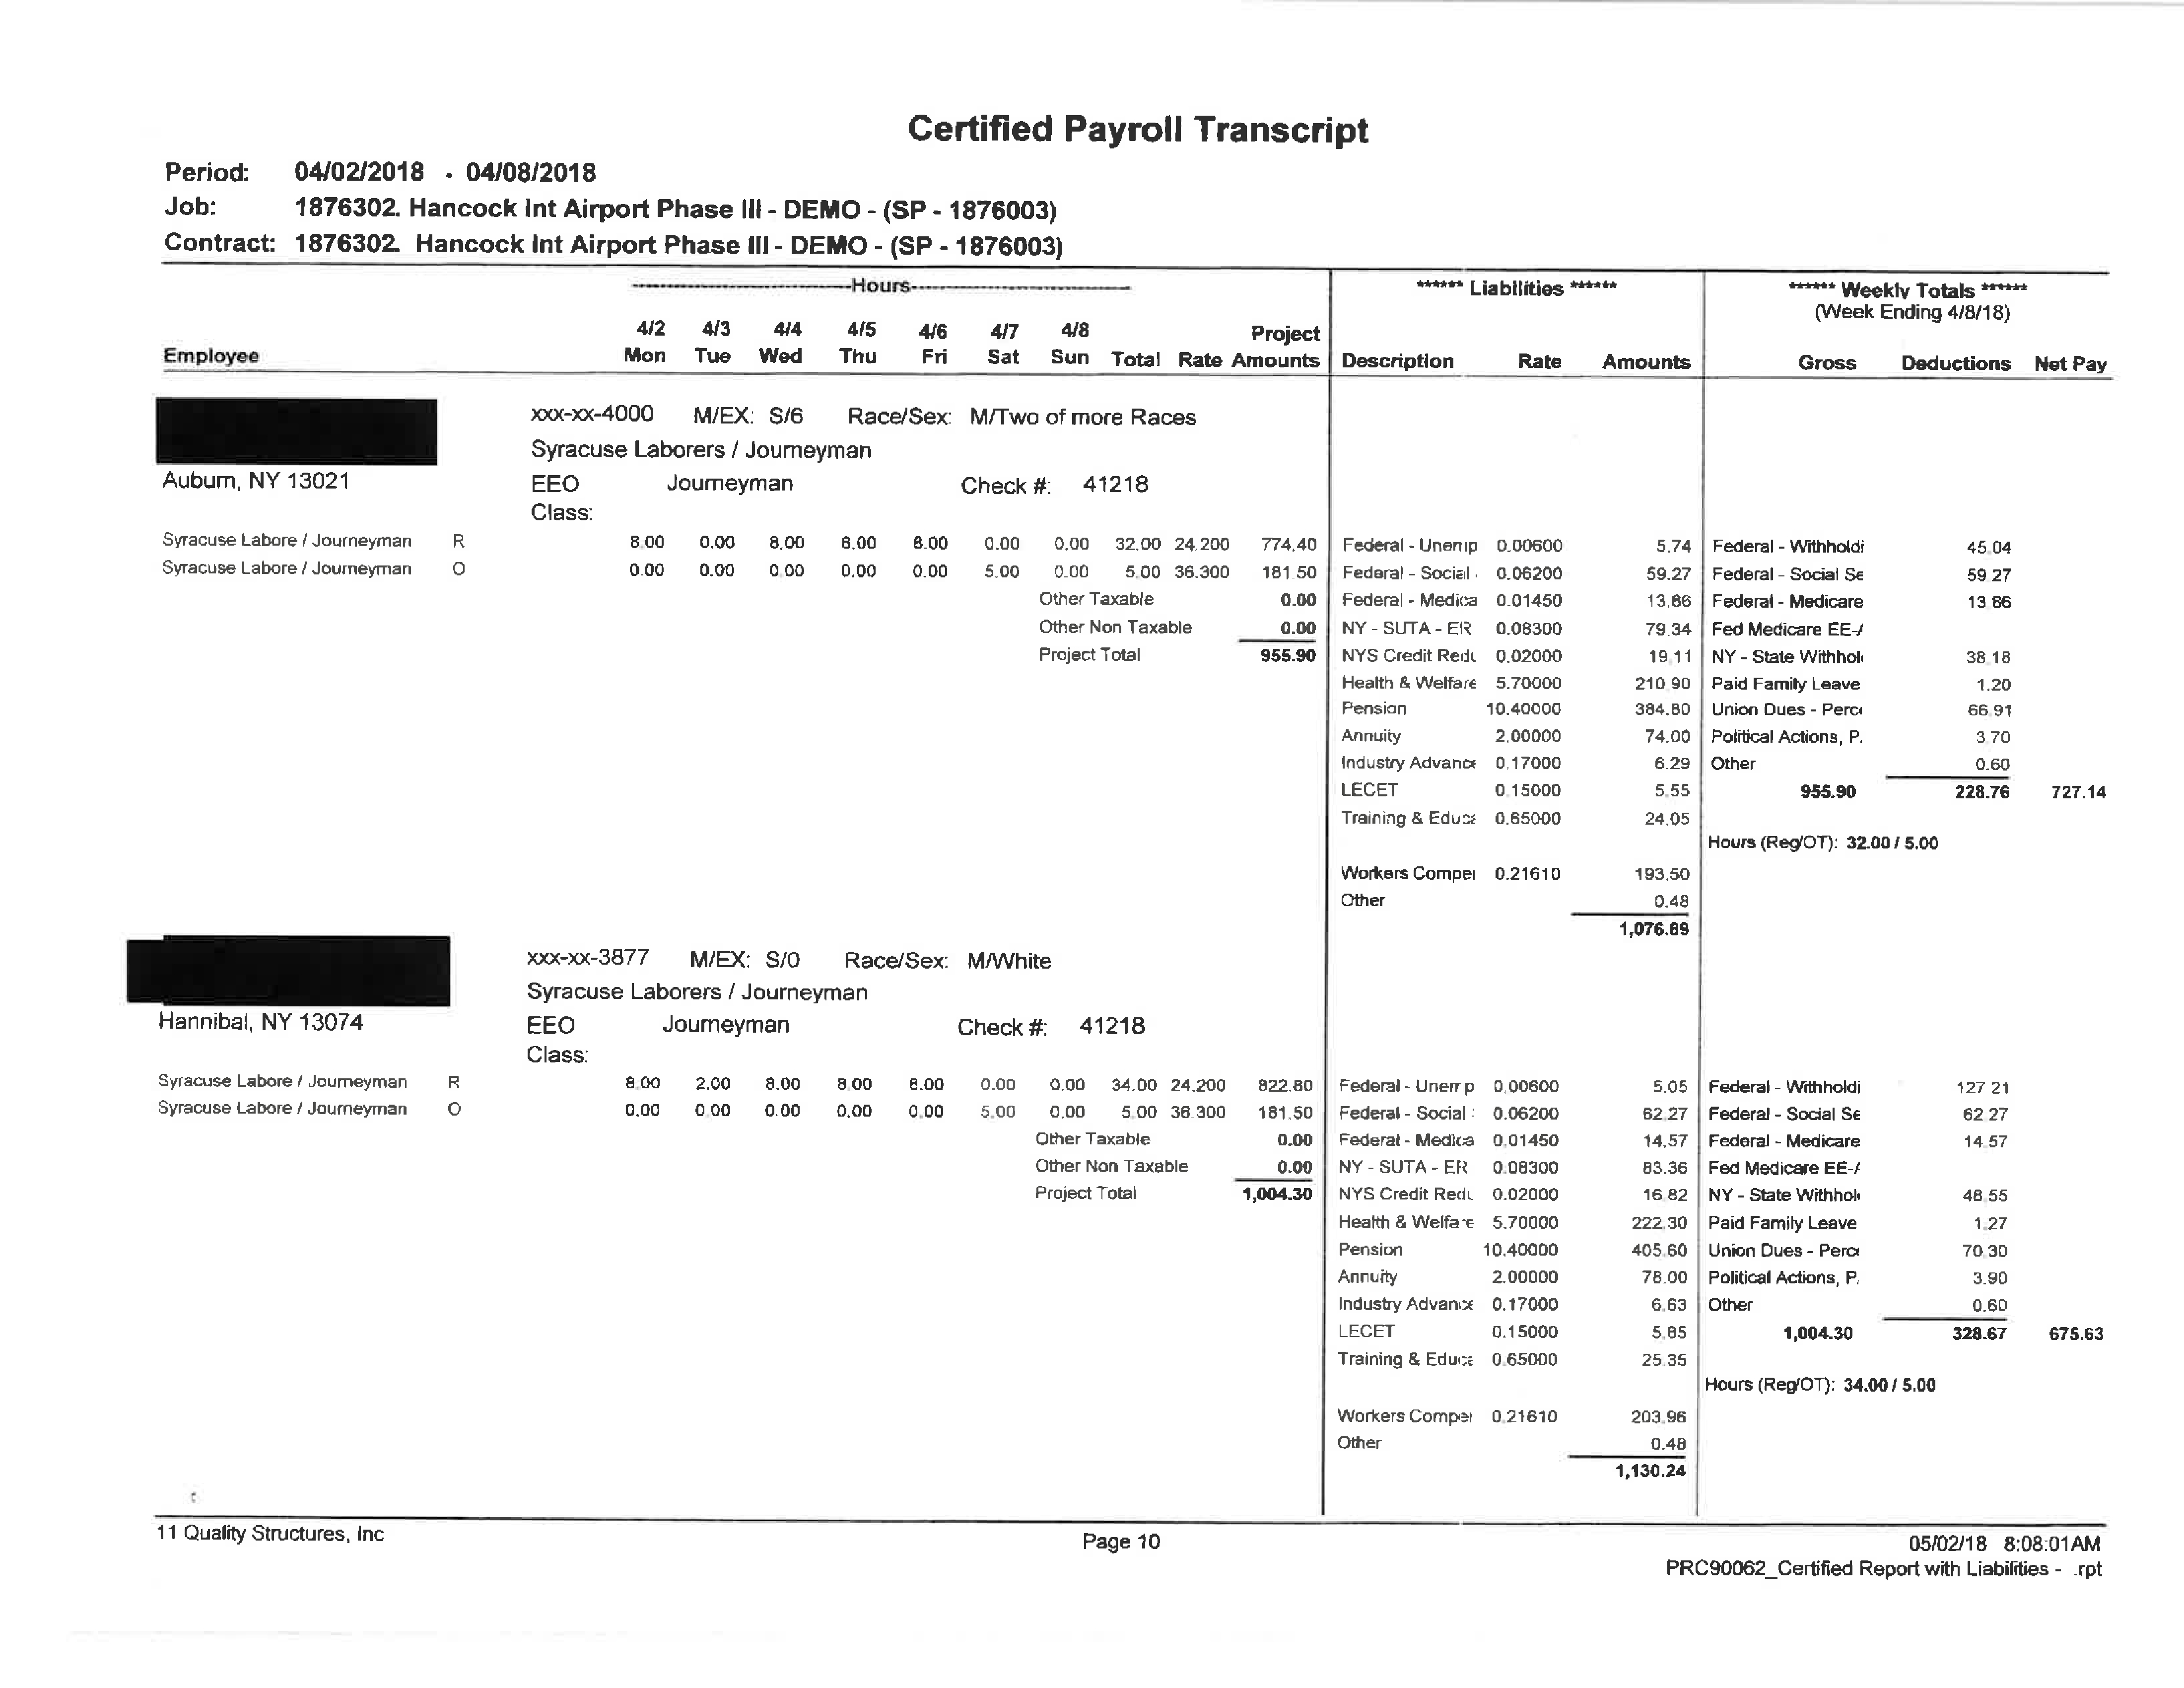 Certified Payroll Transcript
Period: 04/02/2018 - 04/08/2018
Job: 1876302. Hancock Int Airport Phase III - DEMO - (SP - 1876003)
Contract: 1876302. Hancock Int Airport Phase III - DEMO - (SP - 1876003)
Hours ****** Liabilities ****** ****** Weekly Totals ******
(Week Ending 4/8/18)
4/2 4/3 4/4 4/5 4/6 4/7 4/8 Project
Employee Mon Tue Wed Thu Fri Sat Sun Total Rate Amounts Description Rate Amounts Gross Deductions Net Pay
xxx-xx-4000 M/EX: S/6 Race/Sex: M/Two of more Races
Syracuse Laborers / Journeyman
Auburn, NY 13021 EEO Journeyman Check #: 41218
Class:
Syracuse Labore / Journeyman R 8.00 0.00 8.00 8.00 8.00 0.00 0.00 32.00 24.200 774.40 Federal - Unemp 0.00600 5.74 Federal - Withholdi 45.04
Syracuse Labore / Journeyman O 0.00 0.00 0.00 0.00 0.00 5.00 0.00 5.00 36.300 181.50 Federal - Social 0.06200 59.27 Federal - Social Se 59.27
Other Taxable 0.00 Federal - Medica 0.01450 13.86 Federal - Medicare 13.86
Other Non Taxable 0.00 NY - SUTA - ER 0.08300 79.34 Fed Medicare EE-A
Project Total 955.90 NYS Credit Redu 0.02000 19.11 NY - State Withhol 38.18
Health & Welfare 5.70000 210.90 Paid Family Leave 1.20
Pension 10.40000 384.80 Union Dues - Perce 66.91
Annuity 2.00000 74.00 Political Actions, P. 3.70
Industry Advance 0.17000 6.29 Other 0.60
LECET 0.15000 5.55 955.90 228.76 727.14
Training & Educa 0.65000 24.05
Hours (Reg/OT): 32.00 / 5.00
Workers Compe 0.21610 193.50
Other 0.48
1,076.89
xxx-xx-3877 M/EX: S/0 Race/Sex: M/White
Syracuse Laborers / Journeyman
Hannibal, NY 13074 EEO Journeyman Check #: 41218
Class:
Syracuse Labore / Journeyman R 8.00 2.00 8.00 8.00 8.00 0.00 0.00 34.00 24.200 822.80 Federal - Unemp 0.00600 5.05 Federal - Withholdi 127.21
Syracuse Labore / Journeyman O 0.00 0.00 0.00 0.00 0.00 5.00 0.00 5.00 36.300 181.50 Federal - Social 0.06200 62.27 Federal - Social Se 62.27
Other Taxable 0.00 Federal - Medica 0.01450 14.57 Federal - Medicare 14.57
Other Non Taxable 0.00 NY - SUTA - ER 0.08300 83.36 Fed Medicare EE-A
Project Total 1,004.30 NYS Credit Redu 0.02000 16.82 NY - State Withhol 48.55
Health & Welfare 5.70000 222.30 Paid Family Leave 1.27
Pension 10.40000 405.60 Union Dues - Perce 70.30
Annuity 2.00000 78.00 Political Actions, P. 3.90
Industry Advance 0.17000 6.63 Other 0.60
LECET 0.15000 5.85 1,004.30 328.67 675.63
Training & Educa 0.65000 25.35
Hours (Reg/OT): 34.00 / 5.00
Workers Compe 0.21610 203.96
Other 0.48
1,130.24
11 Quality Structures, Inc Page 10 05/02/18 8:08:01AM
PRC90062_Certified Report with Liabilities - .rpt